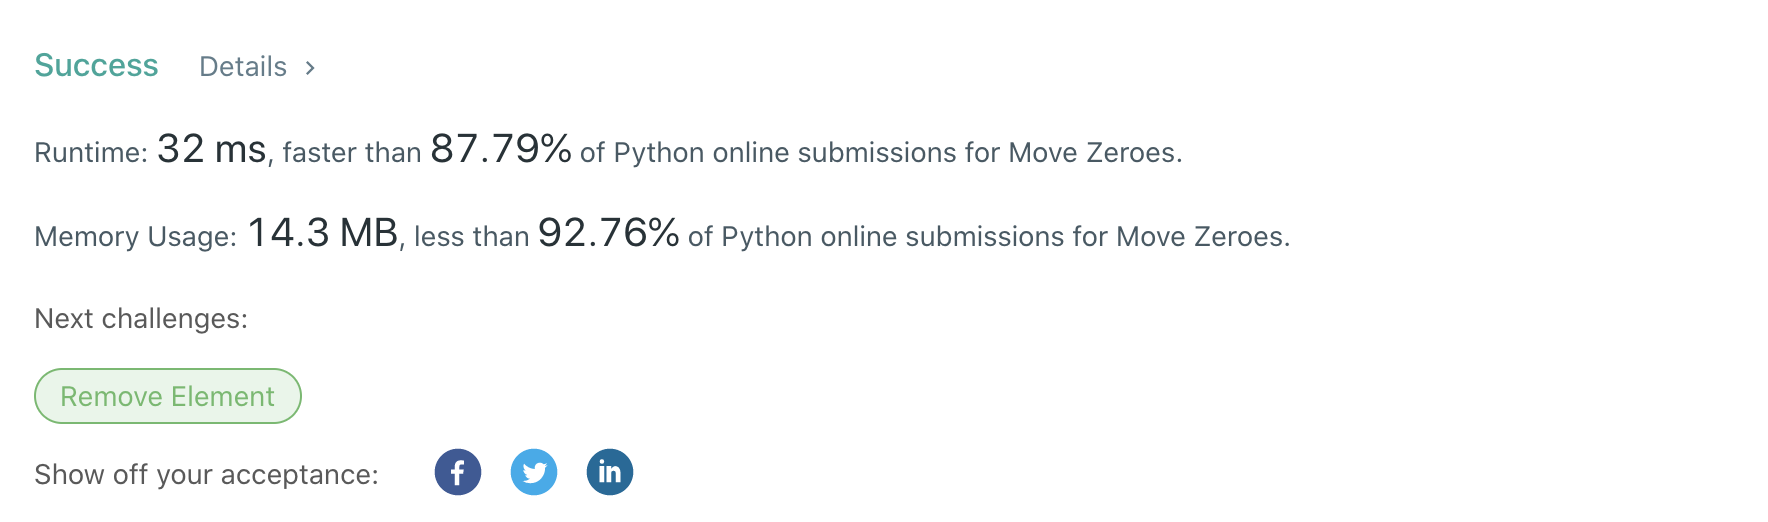 Success Details >
Runtime: 32 ms, faster than 87.79% of Python online submissions for Move Zeroes.
Memory Usage: 14.3 MB, less than 92.76% of Python online submissions for Move Zeroes.
Next challenges:
Remove Element
Show off your acceptance: f in